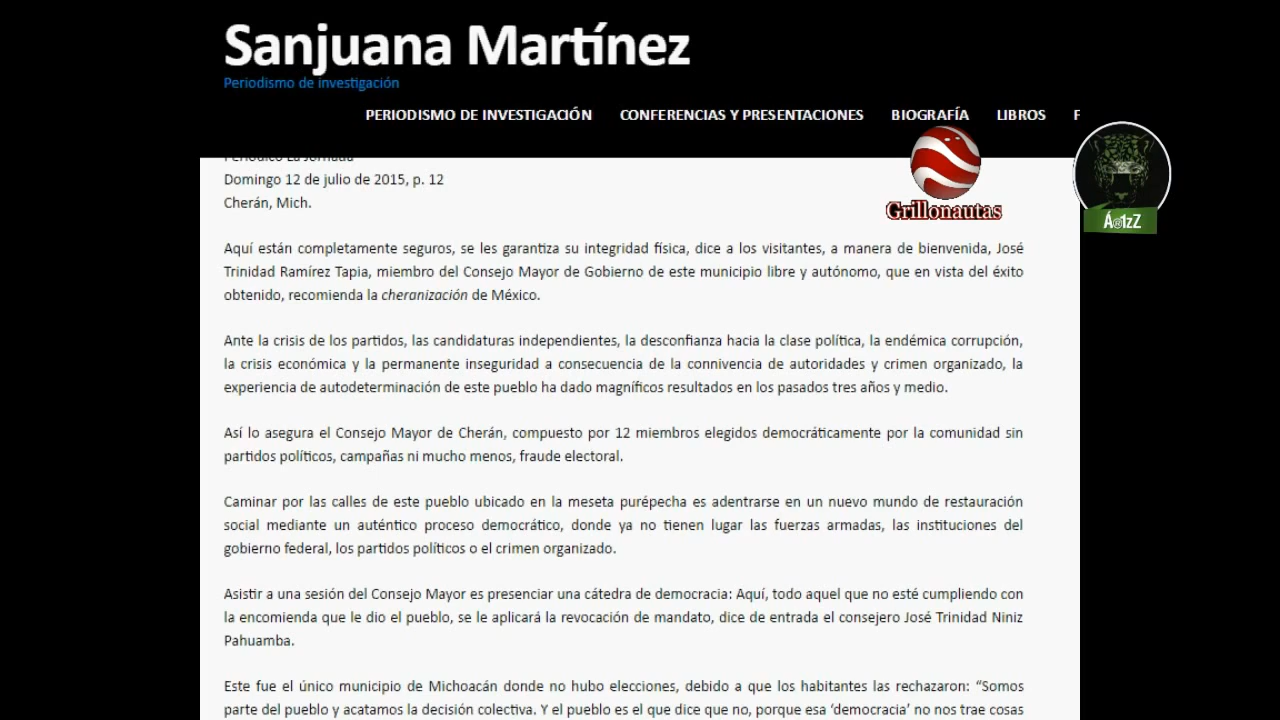 Sanjuana Martínez
Periodismo de investigación
PERIODISMO DE INVESTIGACIÓN CONFERENCIAS Y PRESENTACIONES BIOGRAFÍA LIBROS F
Periódico La Jornada
Domingo 12 de julio de 2015, p. 12
Cherán, Mich.
Grillonautas
Á@1zZ
Aquí están completamente seguros, se les garantiza su integridad física, dice a los visitantes, a manera de bienvenida, José
Trinidad Ramírez Tapia, miembro del Consejo Mayor de Gobierno de este municipio libre y autónomo, que en vista del éxito
obtenido, recomienda la cheranización de México.
Ante la crisis de los partidos, las candidaturas independientes, la desconfianza hacia la clase política, la endémica corrupción,
la crisis económica y la permanente inseguridad a consecuencia de la connivencia de autoridades y crimen organizado, la
experiencia de autodeterminación de este pueblo ha dado magníficos resultados en los pasados tres años y medio.
Así lo asegura el Consejo Mayor de Cherán, compuesto por 12 miembros elegidos democráticamente por la comunidad sin
partidos políticos, campañas ni mucho menos, fraude electoral.
Caminar por las calles de este pueblo ubicado en la meseta purépecha es adentrarse en un nuevo mundo de restauración
social mediante un auténtico proceso democrático, donde ya no tienen lugar las fuerzas armadas, las instituciones del
gobierno federal, los partidos políticos o el crimen organizado.
Asistir a una sesión del Consejo Mayor es presenciar una cátedra de democracia: Aquí, todo aquel que no esté cumpliendo con
la encomienda que le dio el pueblo, se le aplicará la revocación de mandato, dice de entrada el consejero José Trinidad Niniz
Pahuamba.
Este fue el único municipio de Michoacán donde no hubo elecciones, debido a que los habitantes las rechazaron: “Somos
parte del pueblo y acatamos la decisión colectiva. Y el pueblo es el que dice que no, porque esa ‘democracia’ no nos trae cosas